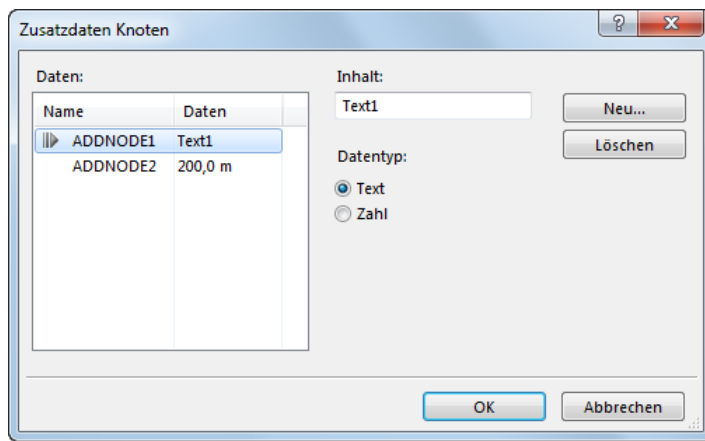 Zusatzdaten Knoten
Daten:
Name Daten
ADDNODE1 Text1
ADDNODE2 200,0 m
Inhalt:
Text1
Datentyp:
Text
Zahl
Neu...
Löschen
OK Abbrechen